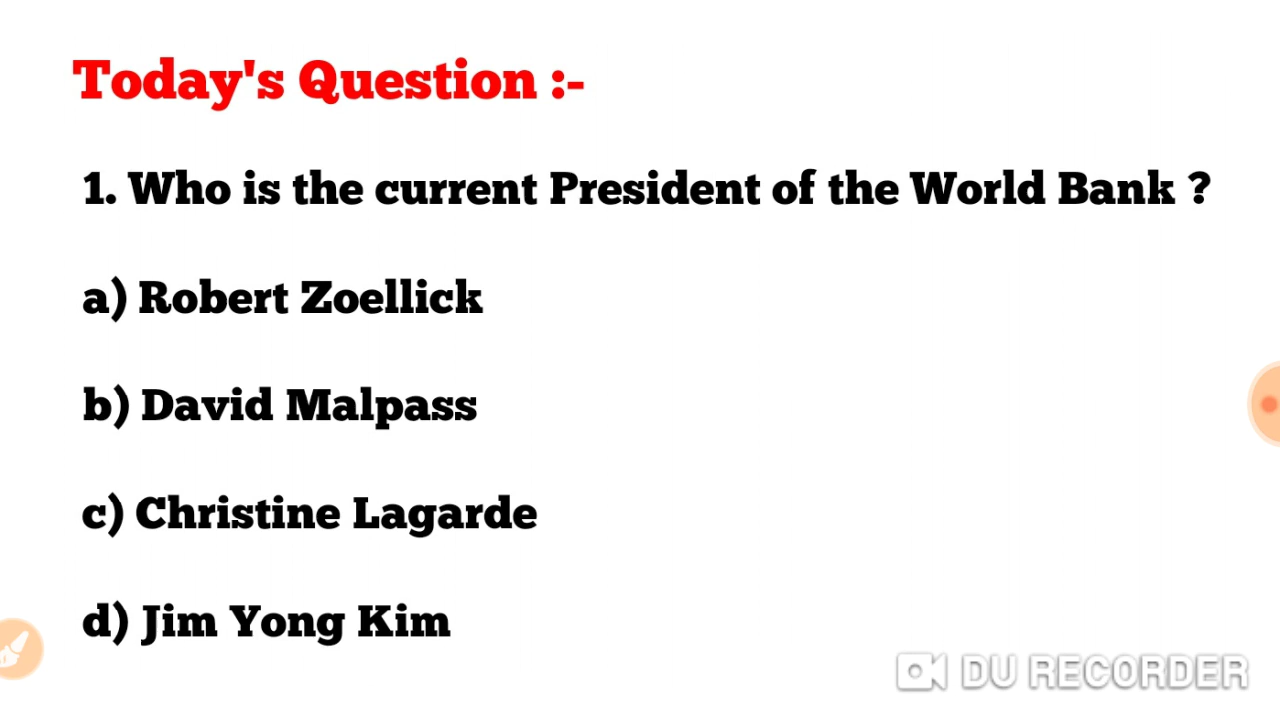 Today's Question :-
1. Who is the current President of the World Bank ?
a) Robert Zoellick
b) David Malpass
c) Christine Lagarde
d) Jim Yong Kim
DU RECORDER